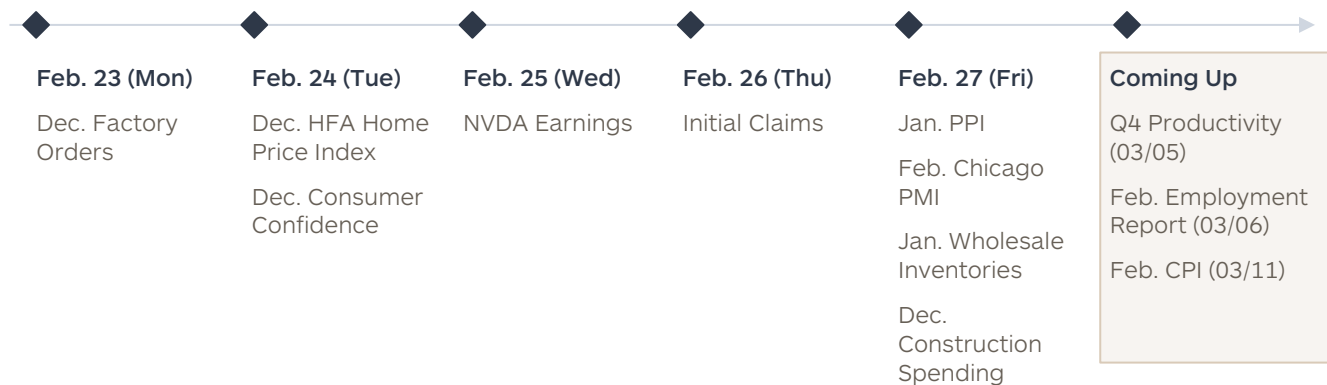 Feb. 23 (Mon)
Dec. Factory
Orders
Feb. 24 (Tue)
Dec. HFA Home
Price Index
Dec. Consumer
Confidence
Feb. 25 (Wed)
NVDA Earnings
Feb. 26 (Thu)
Initial Claims
Feb. 27 (Fri)
Jan. PPI
Feb. Chicago
PMI
Jan. Wholesale
Inventories
Dec.
Construction
Spending
Coming Up
Q4 Productivity
(03/05)
Feb. Employment
Report (03/06)
Feb. CPI (03/11)